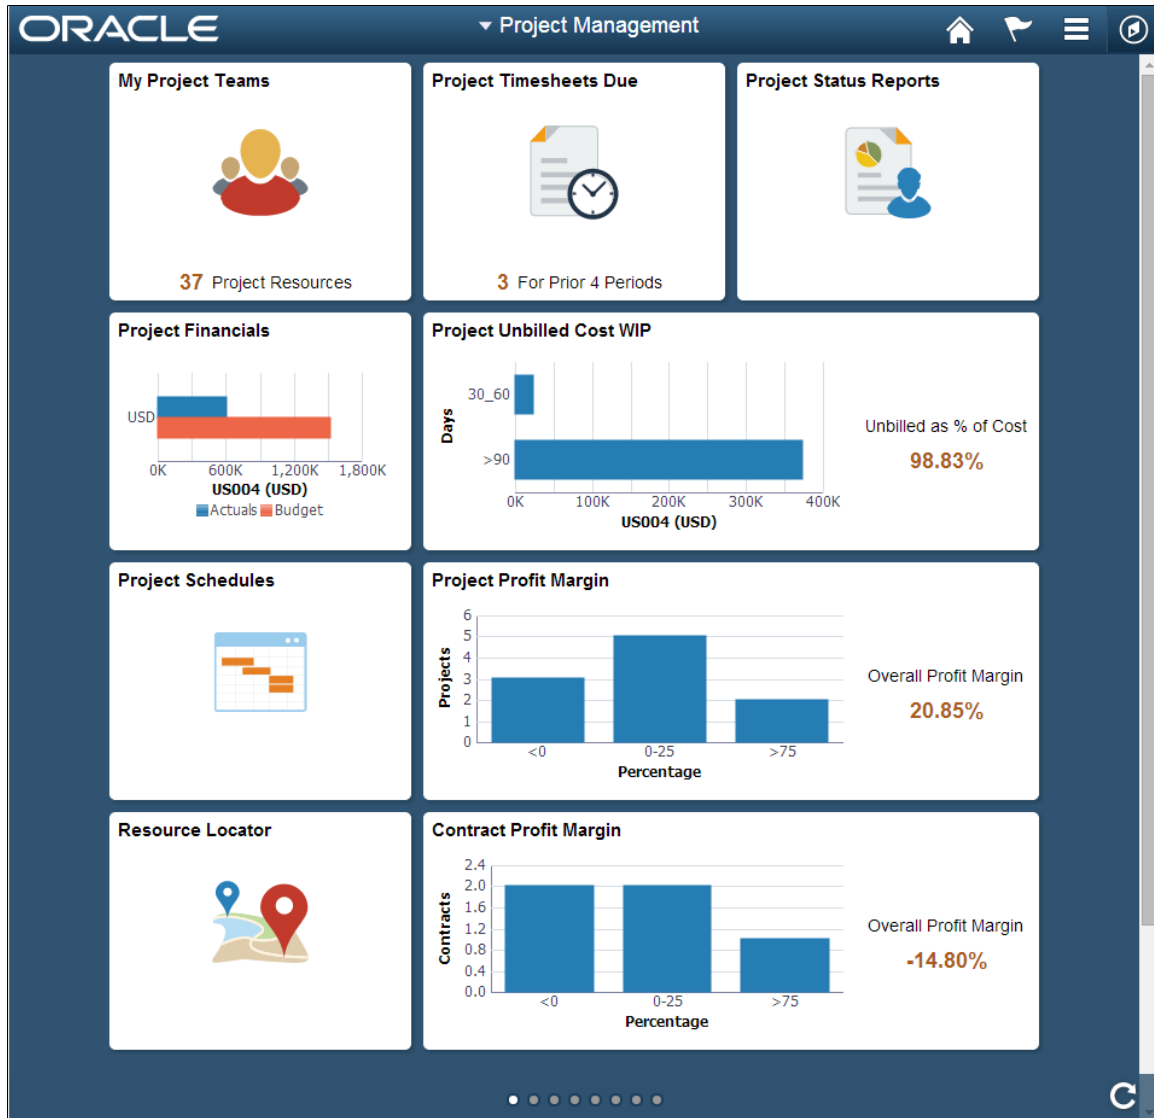 ORACLE
Project Management
My Project Teams
37 Project Resources
Project Timesheets Due
3 For Prior 4 Periods
Project Status Reports
Project Financials
USD
0K 600K 1,200K 1,800K
US004 (USD)
Actuals Budget
Project Unbilled Cost WIP
Days
30_60
>90
0K 100K 200K 300K 400K
US004 (USD)
Unbilled as % of Cost
98.83%
Project Schedules
Project Profit Margin
Projects
6
5
4
3
2
1
0
<0 0-25 >75
Percentage
Overall Profit Margin
20.85%
Resource Locator
Contract Profit Margin
Contracts
2.4
2.0
1.6
1.2
0.8
0.4
0.0
<0 0-25 >75
Percentage
Overall Profit Margin
-14.80%